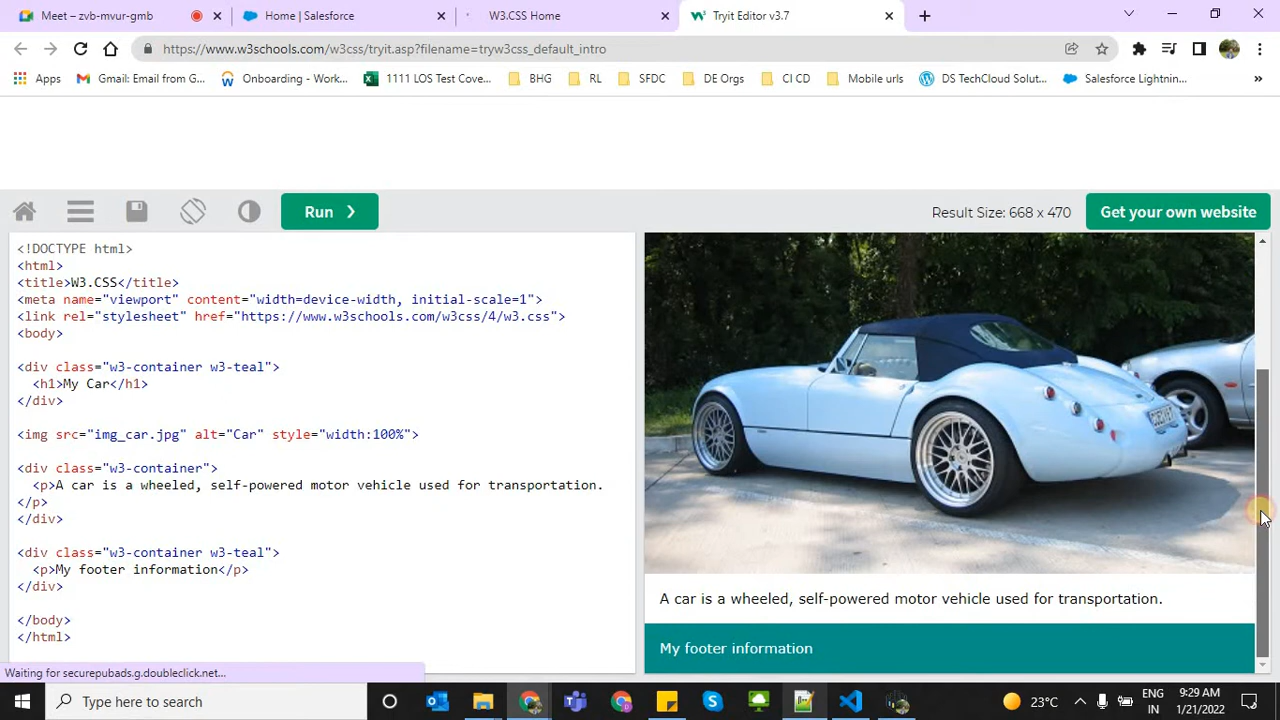 Meet – zvb-mvur-gmb
Home | Salesforce
W3.CSS Home
Tryit Editor v3.7
https://www.w3schools.com/w3css/tryit.asp?filename=tryw3css_default_intro
Apps
Gmail: Email from G...
Onboarding - Work...
1111 LOS Test Cove...
BHG
RL
SFDC
DE Orgs
CI CD
Mobile urls
DS TechCloud Solut...
Salesforce Lightnin...
»
Run ❯
Result Size: 668 x 470
Get your own website
<!DOCTYPE html>
<html>
<title>W3.CSS</title>
<meta name="viewport" content="width=device-width, initial-scale=1">
<link rel="stylesheet" href="https://www.w3schools.com/w3css/4/w3.css">
<body>
<div class="w3-container w3-teal">
<h1>My Car</h1>
</div>
<img src="img_car.jpg" alt="Car" style="width:100%">
<div class="w3-container">
<p>A car is a wheeled, self-powered motor vehicle used for transportation.
</p>
</div>
<div class="w3-container w3-teal">
<p>My footer information</p>
</div>
</body>
</html>
A car is a wheeled, self-powered motor vehicle used for transportation.
My footer information
Waiting for securepubads.g.doubleclick.net...
Type here to search
23°C
ENG
IN
9:29 AM
1/21/2022